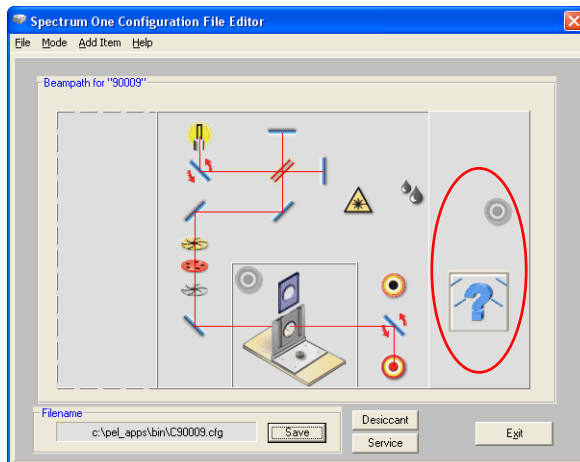 Spectrum One Configuration File Editor
File Mode Add Item Help
Beampath for "90009"
?
Filename
c:\pel_apps\bin\C90009.cfg
Save
Desiccant
Service
Exit